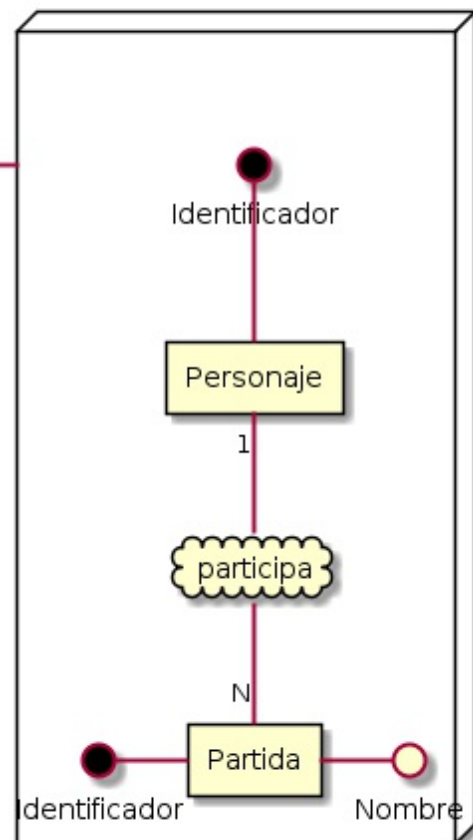 Identificador
Personaje
1
participa
N
Partida
Identificador
Nombre